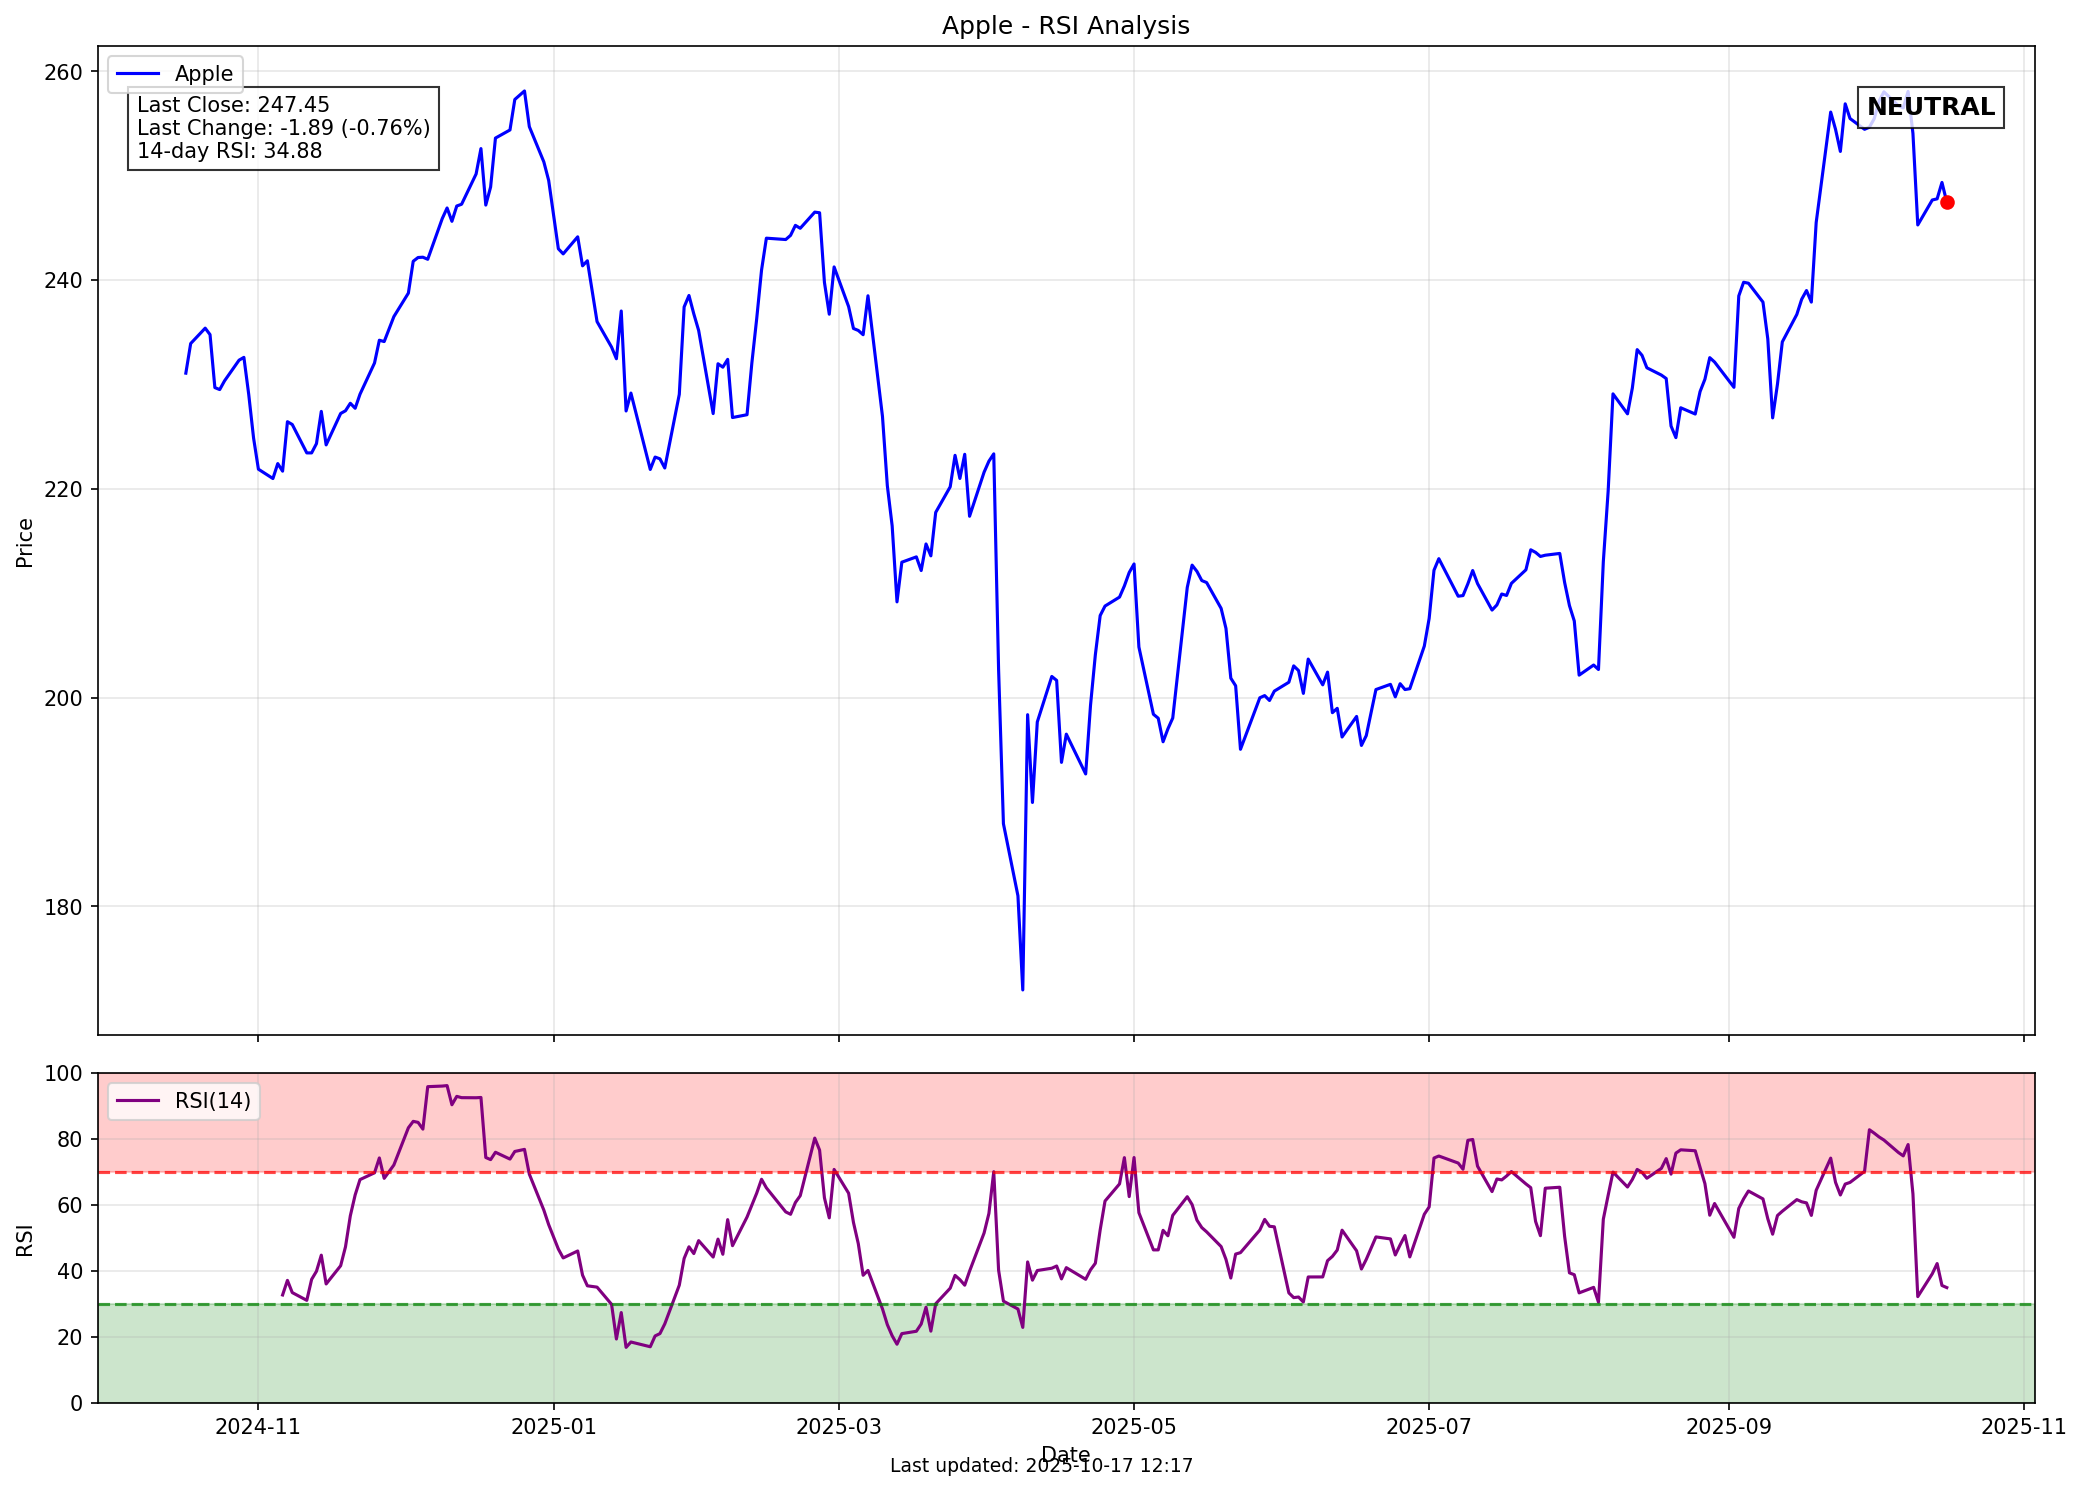 Apple - RSI Analysis
Apple
Last Close: 247.45
Last Change: -1.89 (-0.76%)
14-day RSI: 34.88
NEUTRAL
260
240
220
200
180
Price
RSI(14)
100
80
60
40
20
0
RSI
2024-11
2025-01
2025-03
2025-05
2025-07
2025-09
2025-11
Date
Last updated: 2025-10-17 12:17